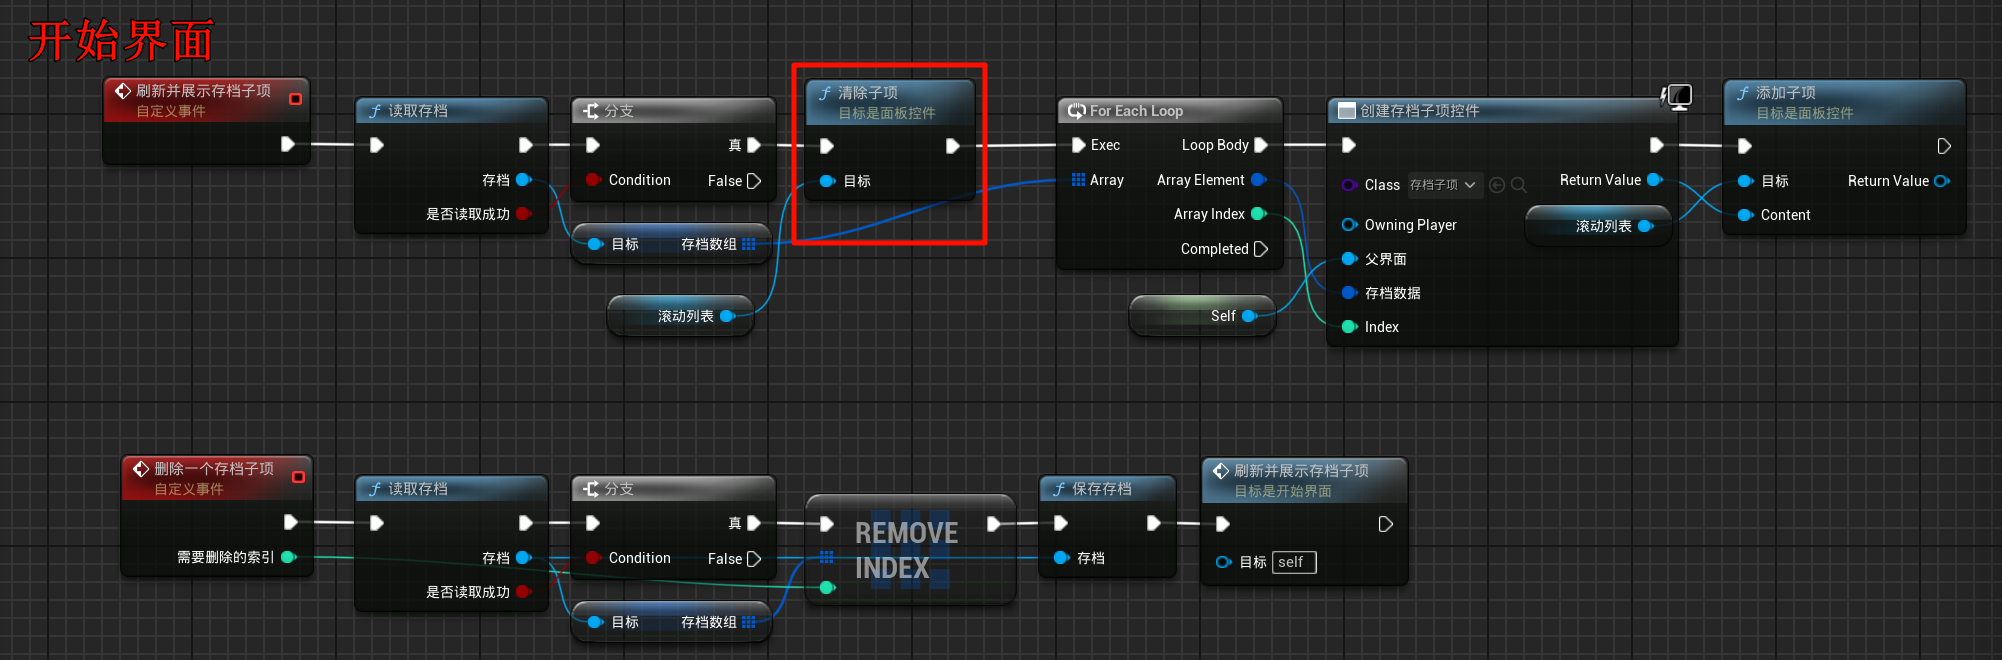 开始界面
刷新并展示存档子项
自定义事件
读取存档
存档
是否读取成功
分支
真
Condition
False
目标
存档数组
滚动列表
清除子项
目标是面板控件
目标
For Each Loop
Exec
Loop Body
Array
Array Element
Array Index
Completed
Self
创建存档子项控件
Class
存档子项
Return Value
Owning Player
滚动列表
父界面
存档数据
Index
添加子项
目标是面板控件
目标
Return Value
Content
删除一个存档子项
自定义事件
需要删除的索引
读取存档
存档
是否读取成功
分支
真
Condition
False
目标
存档数组
REMOVE
INDEX
保存存档
存档
刷新并展示存档子项
目标是开始界面
目标 self